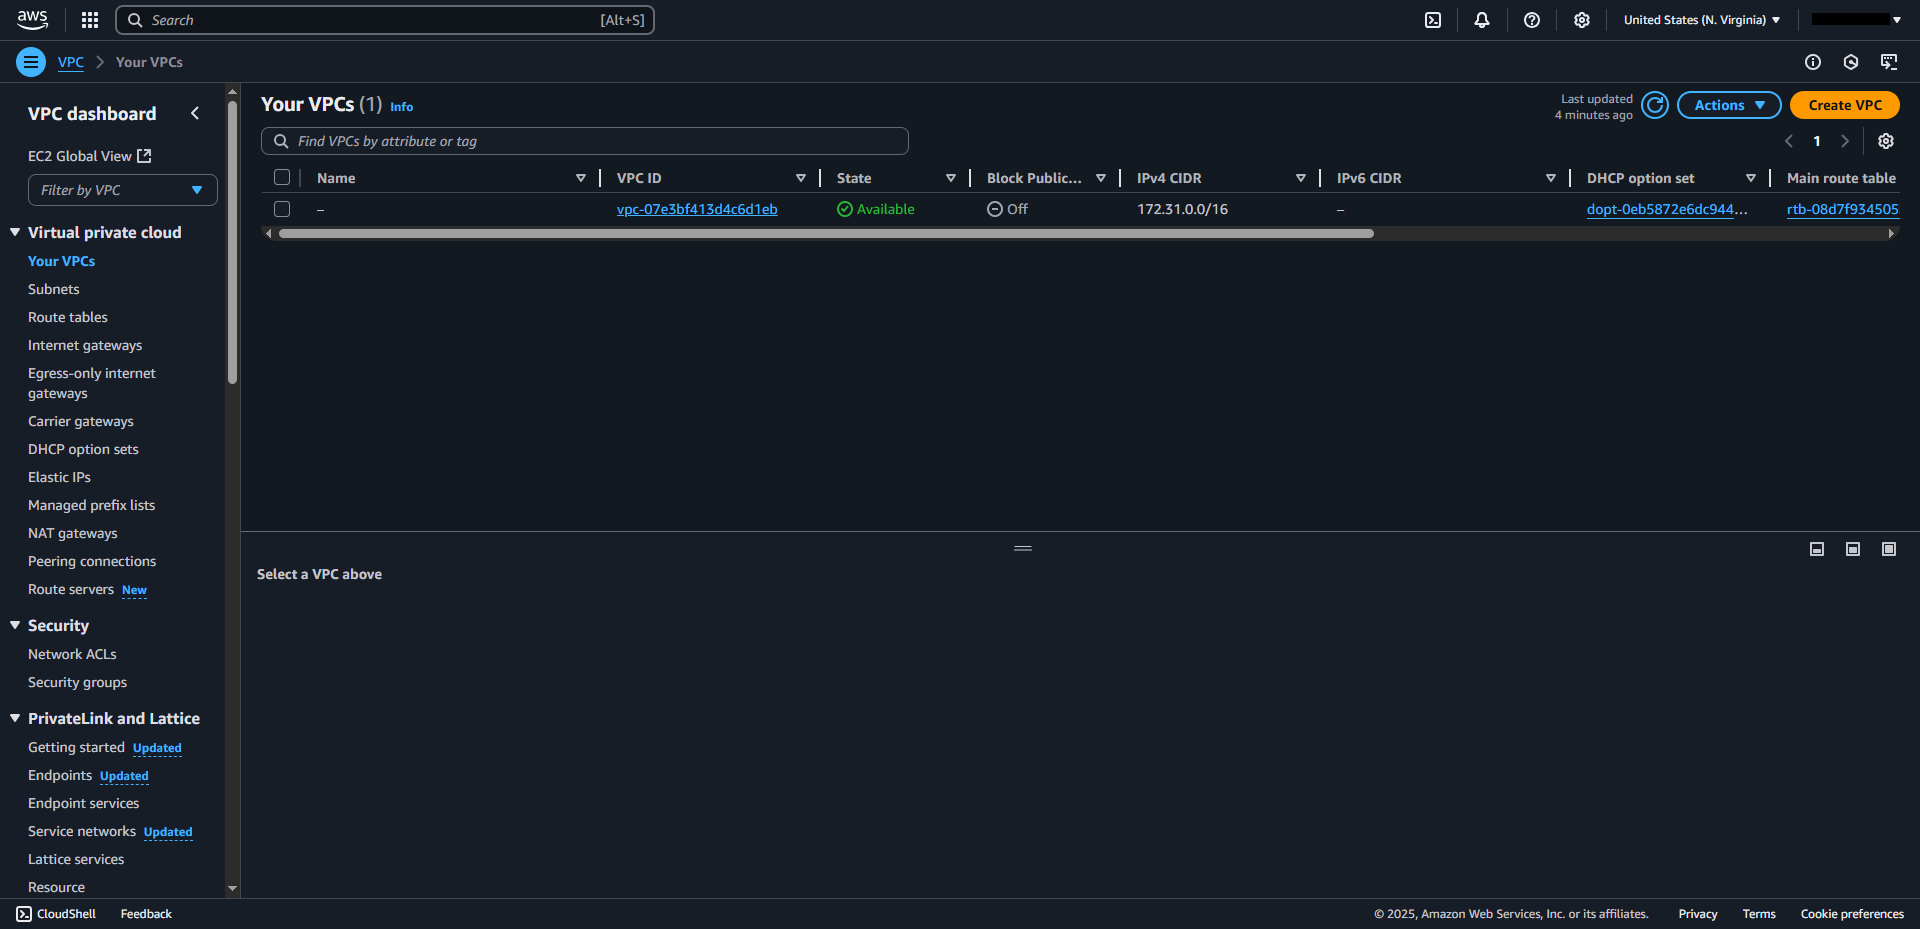 aws
Search [Alt+S]
United States (N. Virginia)
VPC > Your VPCs
VPC dashboard
EC2 Global View
Filter by VPC
Virtual private cloud
Your VPCs
Subnets
Route tables
Internet gateways
Egress-only internet
gateways
Carrier gateways
DHCP option sets
Elastic IPs
Managed prefix lists
NAT gateways
Peering connections
Route servers New
Security
Network ACLs
Security groups
PrivateLink and Lattice
Getting started Updated
Endpoints Updated
Endpoint services
Service networks Updated
Lattice services
Resource
Your VPCs (1) Info
Last updated
4 minutes ago
Actions
Create VPC
Find VPCs by attribute or tag
1
Name VPC ID State Block Public... IPv4 CIDR IPv6 CIDR DHCP option set Main route table
– vpc-07e3bf413d4c6d1eb Available Off 172.31.0.0/16 – dopt-0eb5872e6dc944... rtb-08d7f934505
Select a VPC above
CloudShell Feedback © 2025, Amazon Web Services, Inc. or its affiliates. Privacy Terms Cookie preferences